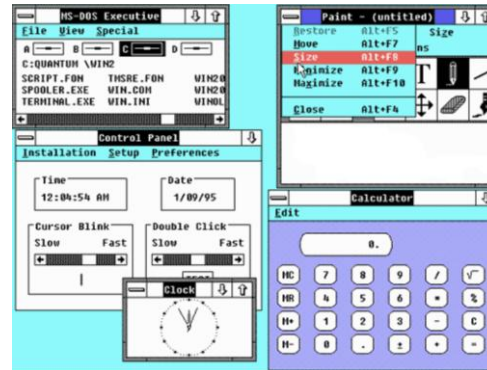 MS-DOS Executive
File View Special
A B C D
C:QUANTUM \WIN2
SCRIPT.FON THSRE.FON WIN20
SPOOLER.EXE WIN.COM WIN20
TERMINAL.EXE WIN.INI WINOL
Paint - (untitled)
Restore Alt+F5
Move Alt+F7
Size Alt+F8
Minimize Alt+F9
Maximize Alt+F10
Close Alt+F4
Size
ns
T
Control Panel
Installation Setup Preferences
Time
12:04:54 AM
Date
1/09/95
Cursor Blink
Slow Fast
Double Click
Slow Fast
Clock
Calculator
Edit
0.
MC 7 8 9 / √
MR 4 5 6 * %
M+ 1 2 3 - C
M- 0 . ± + =